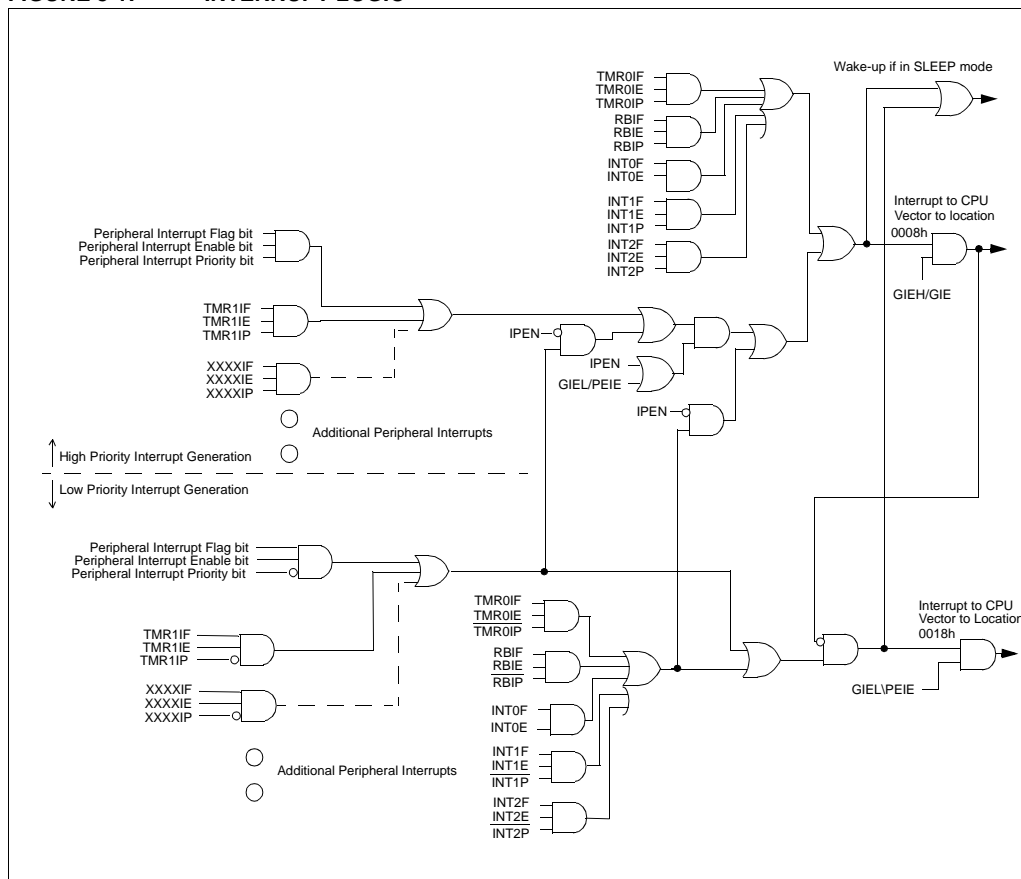 FIGURE INTERRUPT LOGIC
Wake-up if in SLEEP mode
TMR0IF
TMR0IE
TMR0IP
RBIF
RBIE
RBIP
INT0F
INT0E
INT1F
INT1E
INT1P
INT2F
INT2E
INT2P
Interrupt to CPU
Vector to location
0008h
GIEH/GIE
Peripheral Interrupt Flag bit
Peripheral Interrupt Enable bit
Peripheral Interrupt Priority bit
TMR1IF
TMR1IE
TMR1IP
XXXXIF
XXXXIE
XXXXIP
IPEN
IPEN
GIEL/PEIE
IPEN
Additional Peripheral Interrupts
High Priority Interrupt Generation
Low Priority Interrupt Generation
Peripheral Interrupt Flag bit
Peripheral Interrupt Enable bit
Peripheral Interrupt Priority bit
TMR1IF
TMR1IE
TMR1IP
XXXXIF
XXXXIE
XXXXIP
Additional Peripheral Interrupts
TMR0IF
TMR0IE
TMR0IP
RBIF
RBIE
RBIP
INT0F
INT0E
INT1F
INT1E
INT1P
INT2F
INT2E
INT2P
Interrupt to CPU
Vector to Location
0018h
GIEL\PEIE